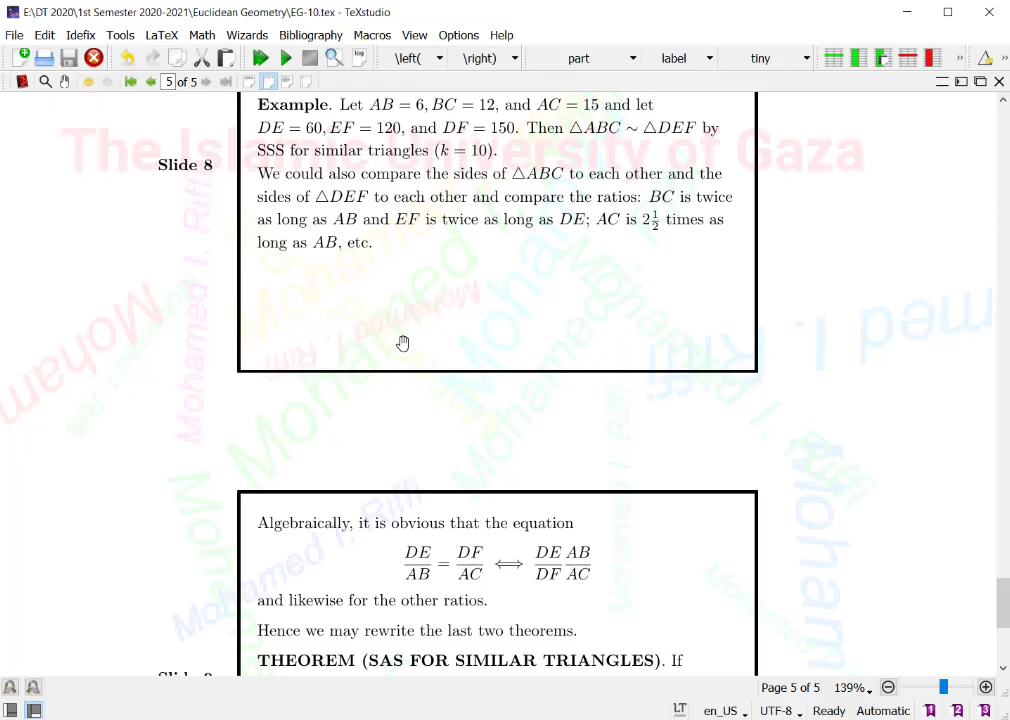 E:\DT 2020\1st Semester 2020-2021\Euclidean Geometry\EG-10.tex - TeXstudio
File Edit Idefix Tools LaTeX Math Wizards Bibliography Macros View Options Help
log \left( \right) part label tiny
5 of 5
The Islamic University of Gaza
Slide 8
Example. Let AB = 6, BC = 12, and AC = 15 and let
DE = 60, EF = 120, and DF = 150. Then △ABC ∼ △DEF by
SSS for similar triangles (k = 10).
We could also compare the sides of △ABC to each other and the
sides of △DEF to each other and compare the ratios: BC is twice
as long as AB and EF is twice as long as DE; AC is 2 1/2 times as
long as AB, etc.
Mohamed I. Riffi
Algebraically, it is obvious that the equation
DE/AB = DF/AC ⟺ DE/DF AB/AC
and likewise for the other ratios.
Hence we may rewrite the last two theorems.
THEOREM (SAS FOR SIMILAR TRIANGLES). If
Page 5 of 5 139%
LT en_US UTF-8 Ready Automatic 1 2 3